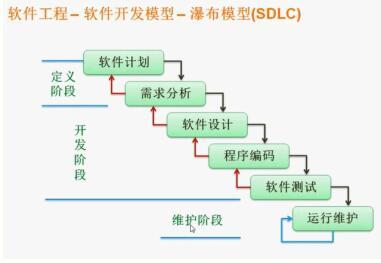 软件工程 – 软件开发模型 – 瀑布模型(SDLC)
软件计划
定义
阶段
需求分析
软件设计
开
发
阶
段
程序编码
软件测试
维护阶段
运行维护